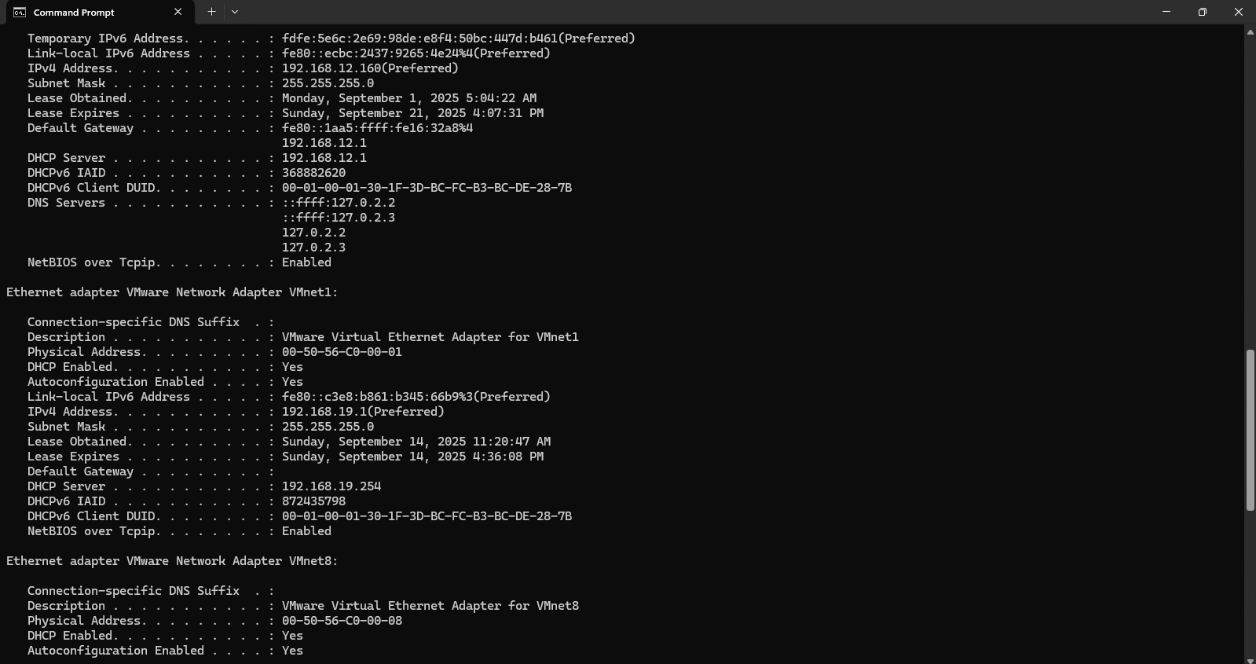 Command Prompt
Temporary IPv6 Address. . . . . . : fdfe:5e6c:2e69:98de:e8f4:50bc:447d:b461(Preferred)
Link-local IPv6 Address . . . . . : fe80::ecbc:2437:9265:4e24%4(Preferred)
IPv4 Address. . . . . . . . . . . : 192.168.12.160(Preferred)
Subnet Mask . . . . . . . . . . . : 255.255.255.0
Lease Obtained. . . . . . . . . . : Monday, September 1, 2025 5:04:22 AM
Lease Expires . . . . . . . . . . : Sunday, September 21, 2025 4:07:31 PM
Default Gateway . . . . . . . . . : fe80::1aa5:ffff:fe16:32a8%4
192.168.12.1
DHCP Server . . . . . . . . . . . : 192.168.12.1
DHCPv6 IAID . . . . . . . . . . . : 368882620
DHCPv6 Client DUID. . . . . . . . : 00-01-00-01-30-1F-3D-BC-FC-B3-BC-DE-28-7B
DNS Servers . . . . . . . . . . . : ::ffff:127.0.2.2
::ffff:127.0.2.3
127.0.2.2
127.0.2.3
NetBIOS over Tcpip. . . . . . . . : Enabled
Ethernet adapter VMware Network Adapter VMnet1:
Connection-specific DNS Suffix  . :
Description . . . . . . . . . . . : VMware Virtual Ethernet Adapter for VMnet1
Physical Address. . . . . . . . . : 00-50-56-C0-00-01
DHCP Enabled. . . . . . . . . . . : Yes
Autoconfiguration Enabled . . . . : Yes
Link-local IPv6 Address . . . . . : fe80::c3e8:b861:b345:66b9%3(Preferred)
IPv4 Address. . . . . . . . . . . : 192.168.19.1(Preferred)
Subnet Mask . . . . . . . . . . . : 255.255.255.0
Lease Obtained. . . . . . . . . . : Sunday, September 14, 2025 11:20:47 AM
Lease Expires . . . . . . . . . . : Sunday, September 14, 2025 4:36:08 PM
Default Gateway . . . . . . . . . :
DHCP Server . . . . . . . . . . . : 192.168.19.254
DHCPv6 IAID . . . . . . . . . . . : 872435798
DHCPv6 Client DUID. . . . . . . . : 00-01-00-01-30-1F-3D-BC-FC-B3-BC-DE-28-7B
NetBIOS over Tcpip. . . . . . . . : Enabled
Ethernet adapter VMware Network Adapter VMnet8:
Connection-specific DNS Suffix  . :
Description . . . . . . . . . . . : VMware Virtual Ethernet Adapter for VMnet8
Physical Address. . . . . . . . . : 00-50-56-C0-00-08
DHCP Enabled. . . . . . . . . . . : Yes
Autoconfiguration Enabled . . . . : Yes